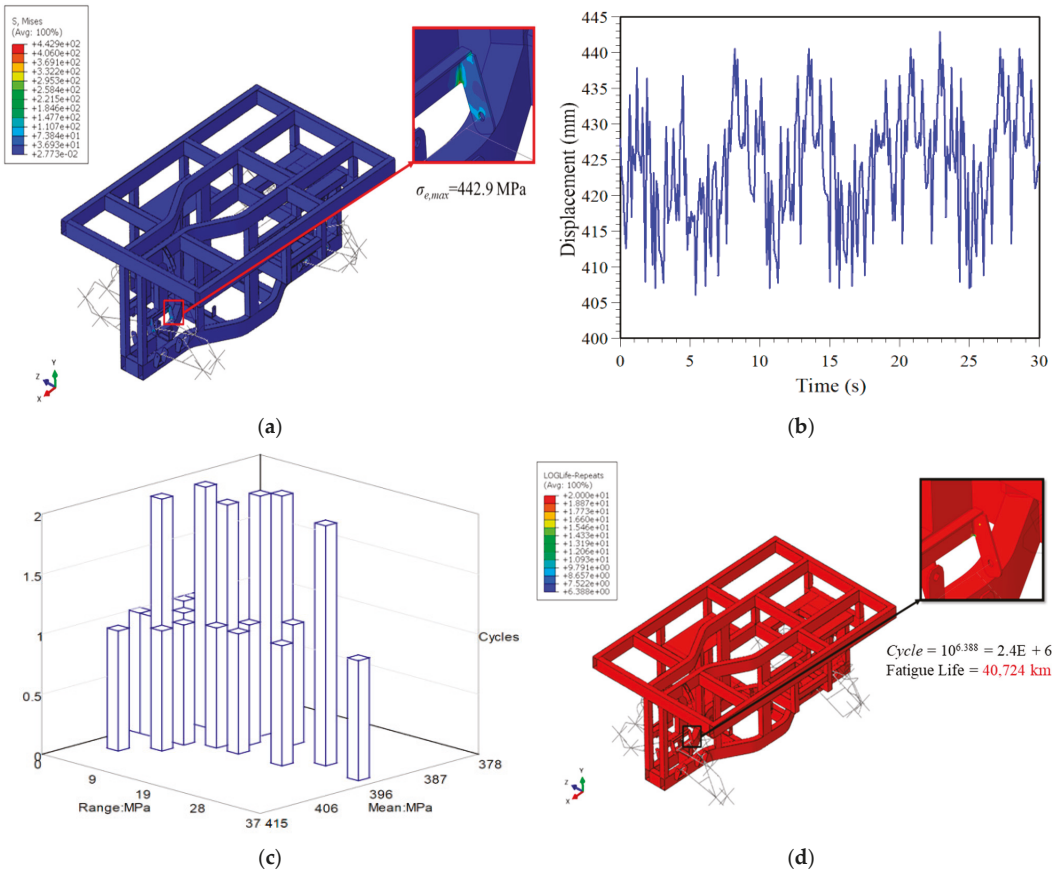 S, Mises
(Avg: 100%)
+4.429e+02
+4.060e+02
+3.691e+02
+3.322e+02
+2.953e+02
+2.584e+02
+2.215e+02
+1.846e+02
+1.477e+02
+1.107e+02
+7.384e+01
+3.693e+01
+2.773e-02
σe,max=442.9 MPa
Y
Z
X
(a)
445
440
435
430
425
420
415
410
405
400
Displacement (mm)
0 5 10 15 20 25 30
Time (s)
(b)
2
1.5
1
0.5
0
0
9
19
28
37
Range:MPa
415
406
396
387
378
Mean:MPa
Cycles
(c)
LOGLife-Repeats
(Avg: 100%)
+2.000e+01
+1.887e+01
+1.773e+01
+1.660e+01
+1.546e+01
+1.433e+01
+1.319e+01
+1.206e+01
+1.093e+01
+9.791e+00
+8.657e+00
+7.522e+00
+6.388e+00
Cycle = 10^6.388 = 2.4E + 6
Fatigue Life = 40,724 km
Y
Z
X
(d)